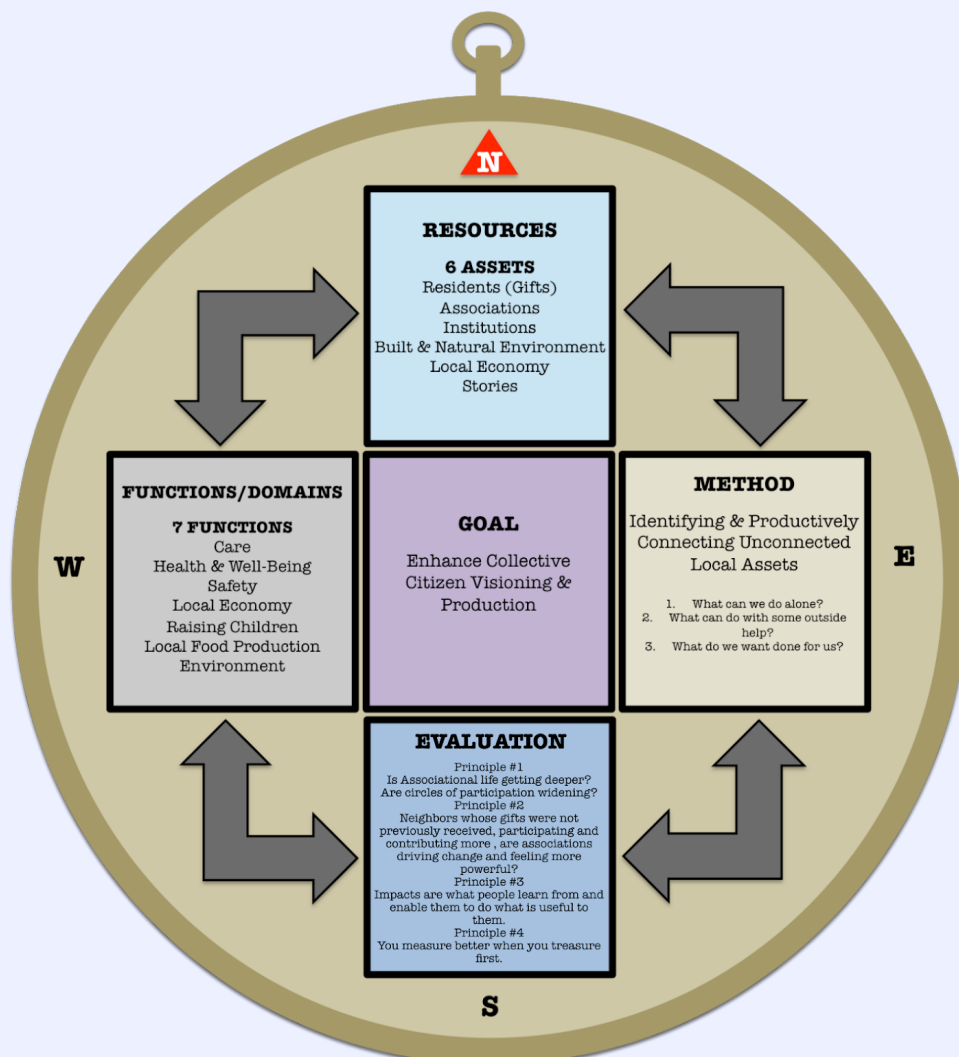 N
RESOURCES
6 ASSETS
Residents (Gifts)
Associations
Institutions
Built & Natural Environment
Local Economy
Stories
W
FUNCTIONS/DOMAINS
7 FUNCTIONS
Care
Health & Well-Being
Safety
Local Economy
Raising Children
Local Food Production
Environment
GOAL
Enhance Collective
Citizen Visioning &
Production
METHOD
Identifying & Productively
Connecting Unconnected
Local Assets
1. What can we do alone?
2. What can do with some outside
help?
3. What do we want done for us?
E
EVALUATION
Principle #1
Is Associational life getting deeper?
Are circles of participation widening?
Principle #2
Neighbors whose gifts were not
previously received, participating and
contributing more , are associations
driving change and feeling more
powerful?
Principle #3
Impacts are what people learn from and
enable them to do what is useful to
them.
Principle #4
You measure better when you treasure
first.
S